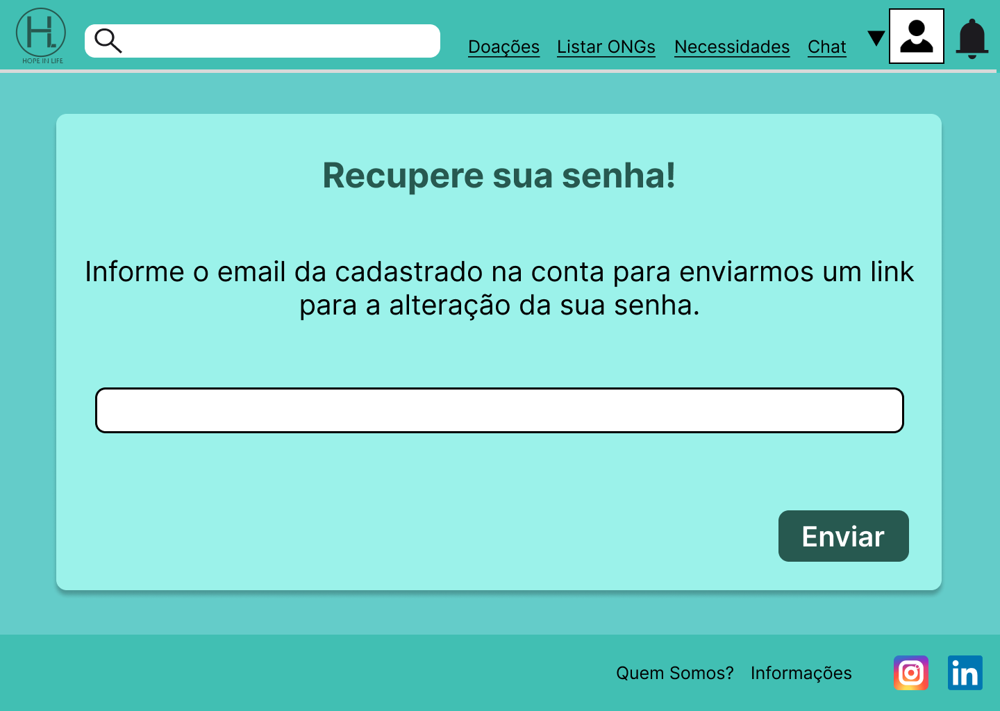 HOPE IN LIFE
Doações Listar ONGs Necessidades Chat
Recupere sua senha!
Informe o email da cadastrado na conta para enviarmos um link
para a alteração da sua senha.
Enviar
Quem Somos? Informações